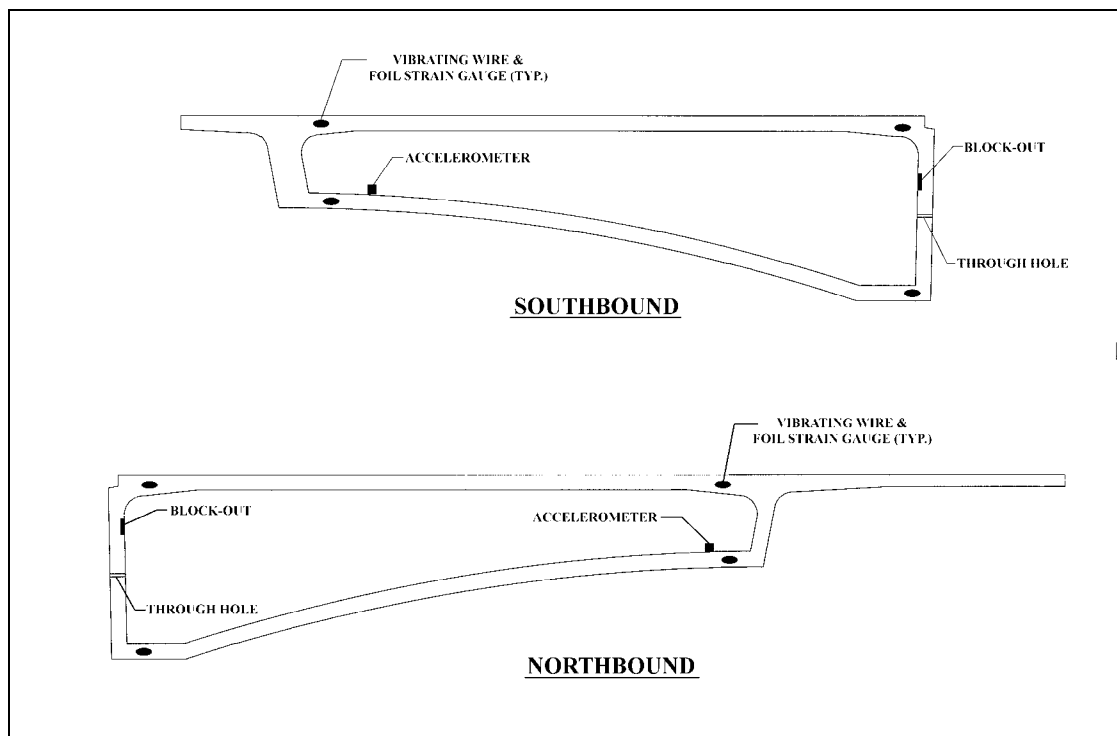 VIBRATING WIRE &
FOIL STRAIN GAUGE (TYP.)
ACCELEROMETER
BLOCK-OUT
THROUGH HOLE
SOUTHBOUND
VIBRATING WIRE &
FOIL STRAIN GAUGE (TYP.)
BLOCK-OUT
ACCELEROMETER
THROUGH HOLE
NORTHBOUND